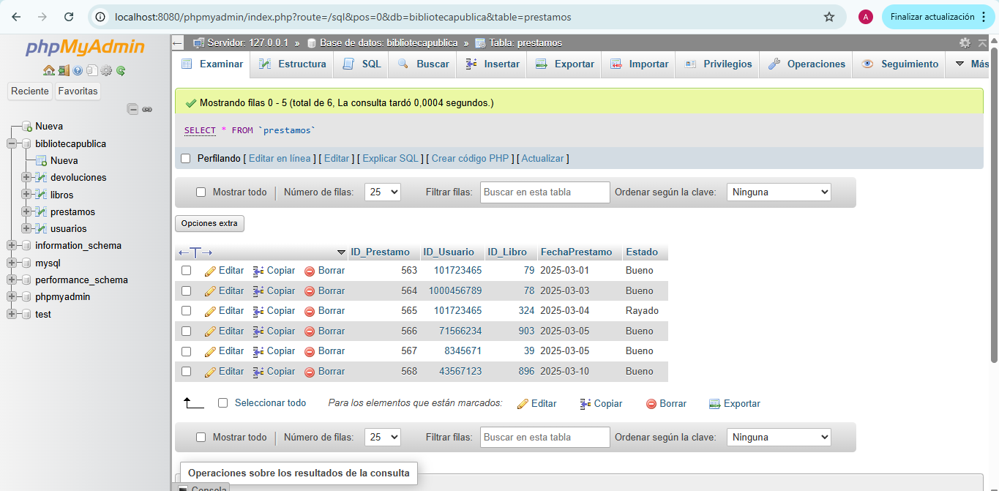 localhost:8080/phpmyadmin/index.php?route=/sql&pos=0&db=bibliotecapublica&table=prestamos
A
Finalizar actualización
phpMyAdmin
Reciente Favoritas
Nueva
bibliotecapublica
Nueva
devoluciones
libros
prestamos
usuarios
information_schema
mysql
performance_schema
phpmyadmin
test
Servidor: 127.0.0.1 » Base de datos: bibliotecapublica » Tabla: prestamos
Examinar Estructura SQL Buscar Insertar Exportar Importar Privilegios Operaciones Seguimiento Más
Mostrando filas 0 - 5 (total de 6, La consulta tardó 0,0004 segundos.)
SELECT * FROM `prestamos`
Perfilando [ Editar en línea ] [ Editar ] [ Explicar SQL ] [ Crear código PHP ] [ Actualizar ]
Mostrar todo | Número de filas: 25 Filtrar filas: Buscar en esta tabla Ordenar según la clave: Ninguna
Opciones extra
←T→ ID_Prestamo ID_Usuario ID_Libro FechaPrestamo Estado
Editar Copiar Borrar 563 101723465 79 2025-03-01 Bueno
Editar Copiar Borrar 564 1000456789 78 2025-03-03 Bueno
Editar Copiar Borrar 565 101723465 324 2025-03-04 Rayado
Editar Copiar Borrar 566 71566234 903 2025-03-05 Bueno
Editar Copiar Borrar 567 8345671 39 2025-03-05 Bueno
Editar Copiar Borrar 568 43567123 896 2025-03-10 Bueno
Seleccionar todo Para los elementos que están marcados: Editar Copiar Borrar Exportar
Mostrar todo | Número de filas: 25 Filtrar filas: Buscar en esta tabla Ordenar según la clave: Ninguna
Operaciones sobre los resultados de la consulta
Consola